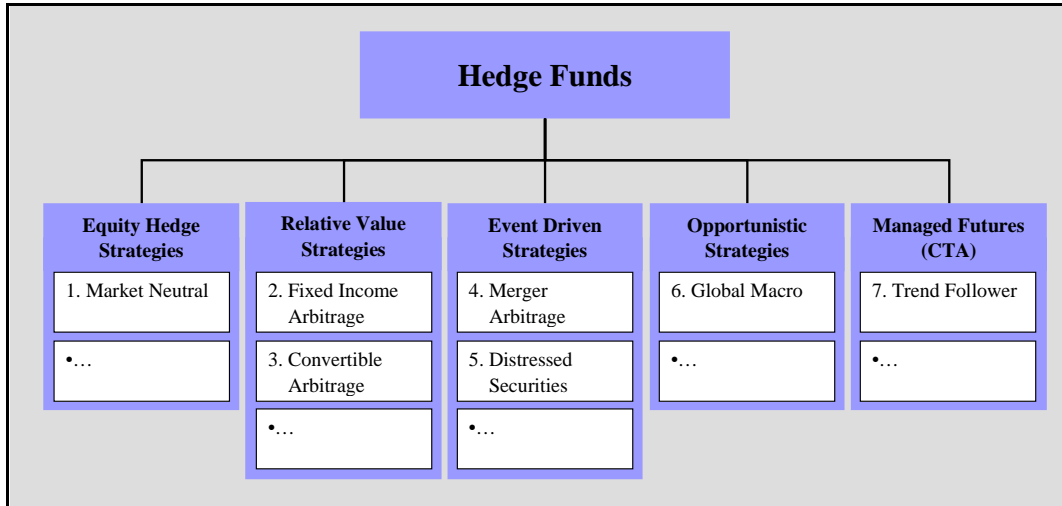 Hedge Funds
Equity Hedge
Strategies
1. Market Neutral
•…
Relative Value
Strategies
2. Fixed Income
Arbitrage
3. Convertible
Arbitrage
•…
Event Driven
Strategies
4. Merger
Arbitrage
5. Distressed
Securities
•…
Opportunistic
Strategies
6. Global Macro
•…
Managed Futures
(CTA)
7. Trend Follower
•…